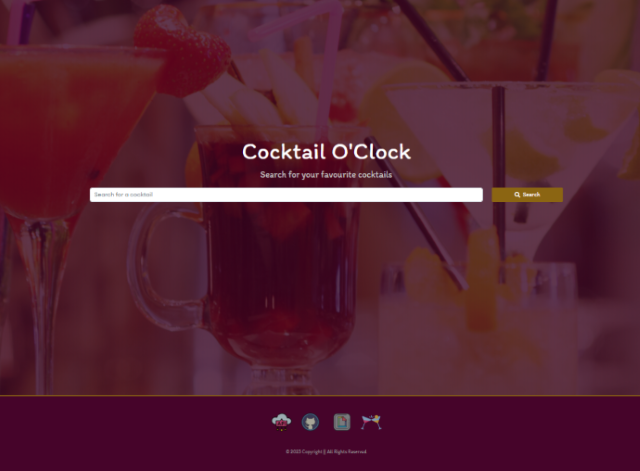 Cocktail O'Clock
Search for your favourite cocktails
Search for a cocktail
Search
© 2023 Copyright || All Rights Reserved